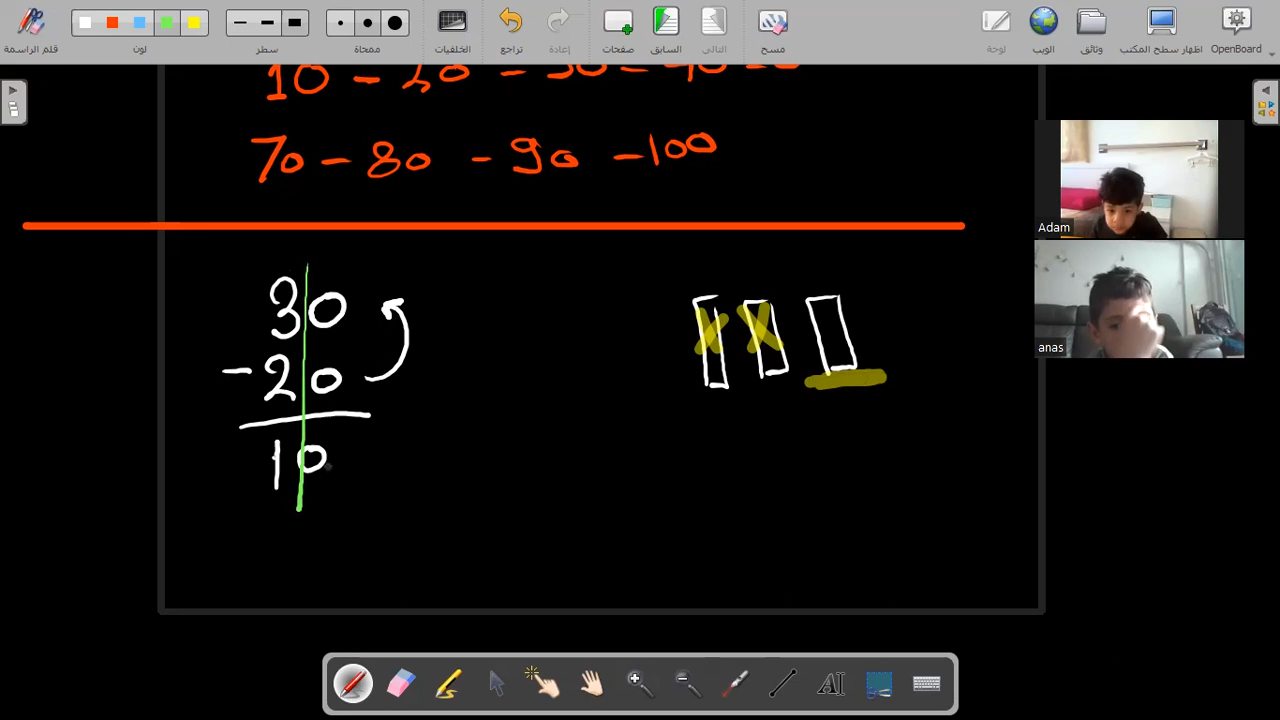 قلم الراسمة
لون
سطر
ممحاة
الخلفيات
تراجع
إعادة
صفحات
السابق
التالي
مسح
لوحة
الويب
وثائق
اظهار سطح المكتب
OpenBoard
70 - 80 - 90 - 100
30
- 20
10
Adam
anas